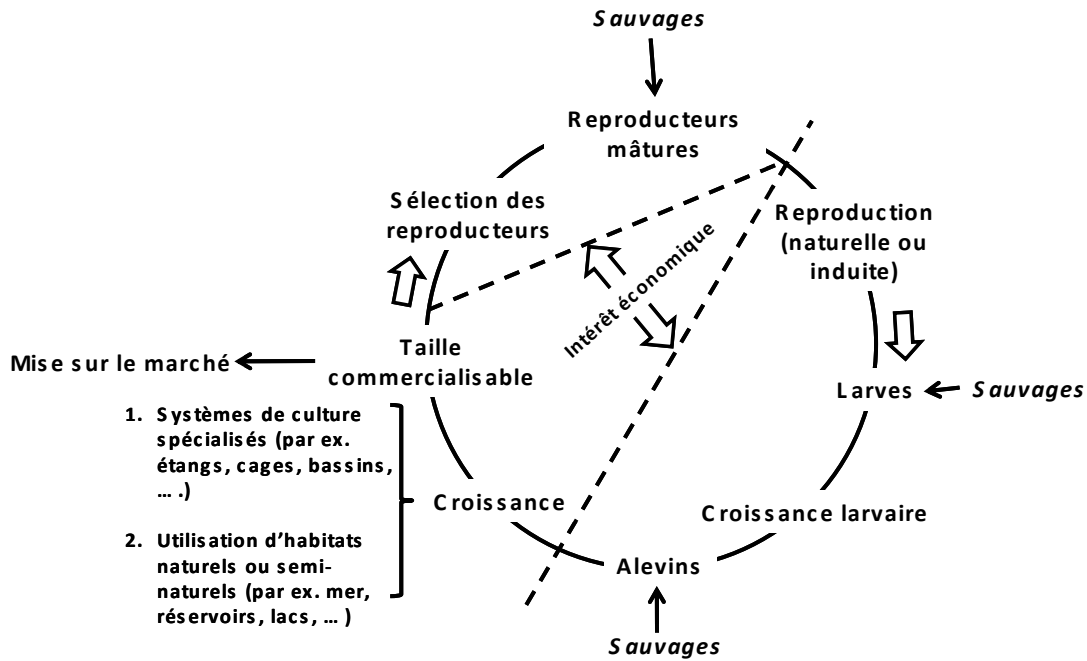 Sauvages
Reproducteurs
mâtures
Sélection des
reproducteurs
Reproduction
(naturelle ou
induite)
Intérêt économique
Taille
commercialisable
Mise sur le marché
Larves
Sauvages
1. Systèmes de culture
spécialisés (par ex.
étangs, cages, bassins,
... .)
Croissance
Croissance larvaire
2. Utilisation d’habitats
naturels ou semi-
naturels (par ex. mer,
réservoirs, lacs, ... )
Alevins
Sauvages